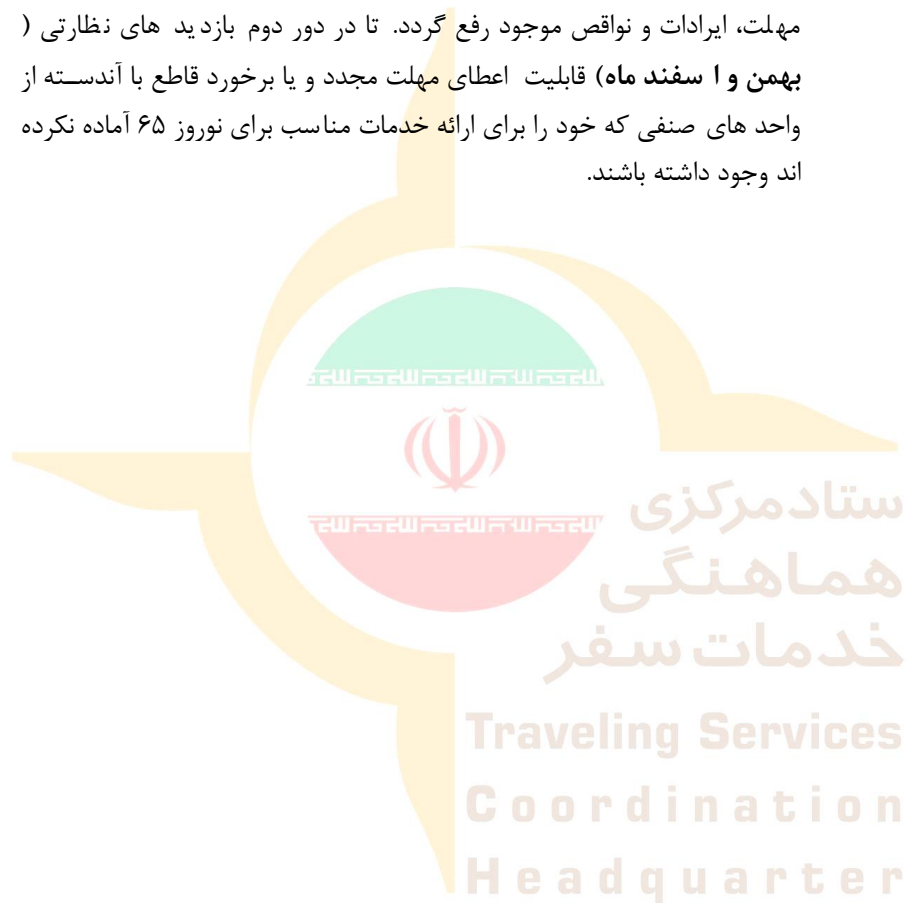 مهلت، ایرادات و نواقص موجود رفع گردد. تا در دور دوم بازدید های نظارتی (
بهمن و ا سفند ماه) قابلیت اعطای مهلت مجدد و یا برخورد قاطع با آندسته از
واحد های صنفی که خود را برای ارائه خدمات مناسب برای نوروز ۶۵ آماده نکرده
اند وجود داشته باشند.
ستاد مرکزی
هماهنگی
خدمات سفر
Traveling Services
Coordination
Headquarter